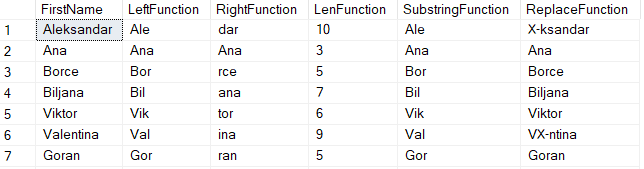 FirstName LeftFunction RightFunction LenFunction SubstringFunction ReplaceFunction
1 Aleksandar Ale dar 10 Ale X-ksandar
2 Ana Ana Ana 3 Ana Ana
3 Borce Bor rce 5 Bor Borce
4 Biljana Bil ana 7 Bil Biljana
5 Viktor Vik tor 6 Vik Viktor
6 Valentina Val ina 9 Val VX-ntina
7 Goran Gor ran 5 Gor Goran